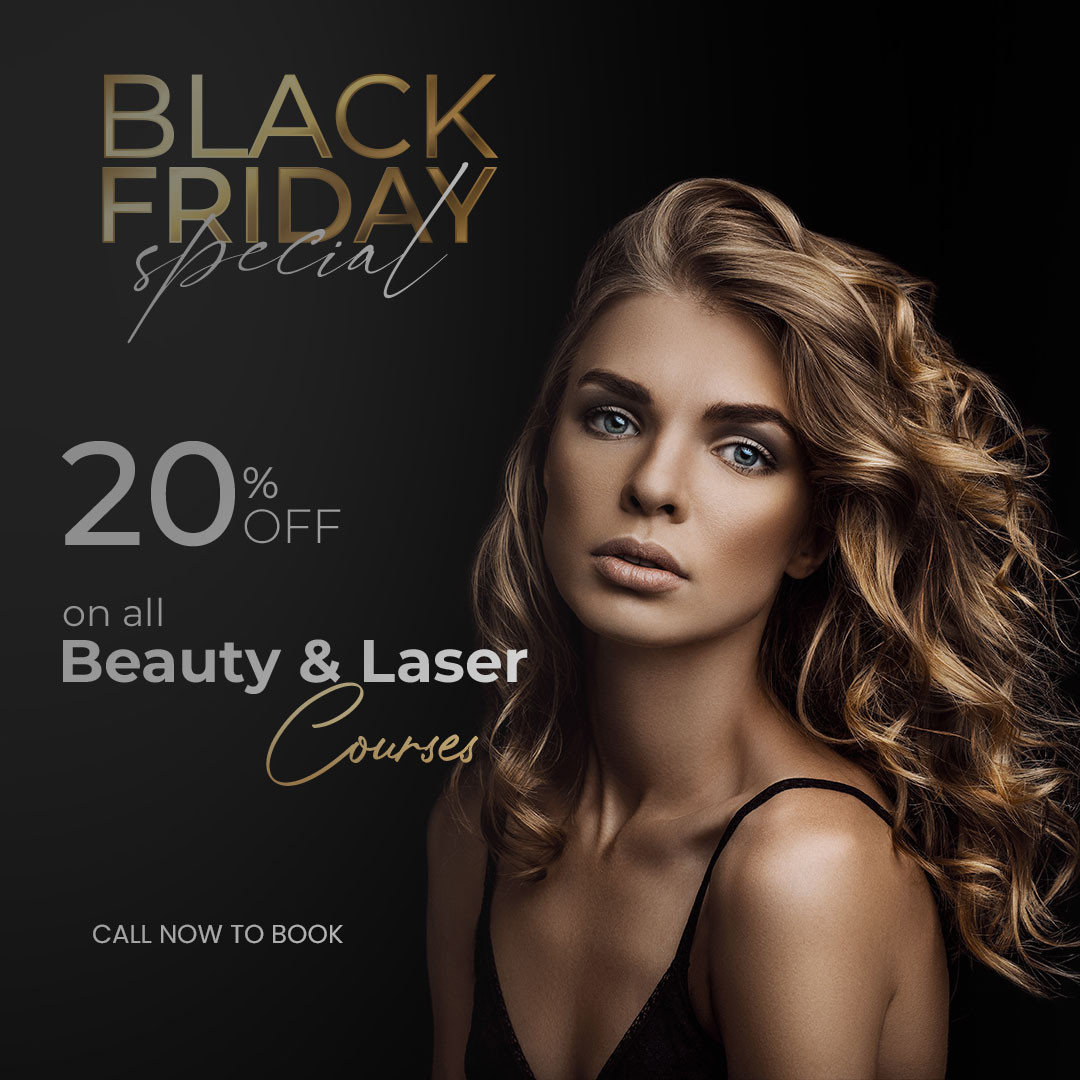 BLACK
FRIDAY
special
20%
OFF
on all
Beauty & Laser
Courses
CALL NOW TO BOOK